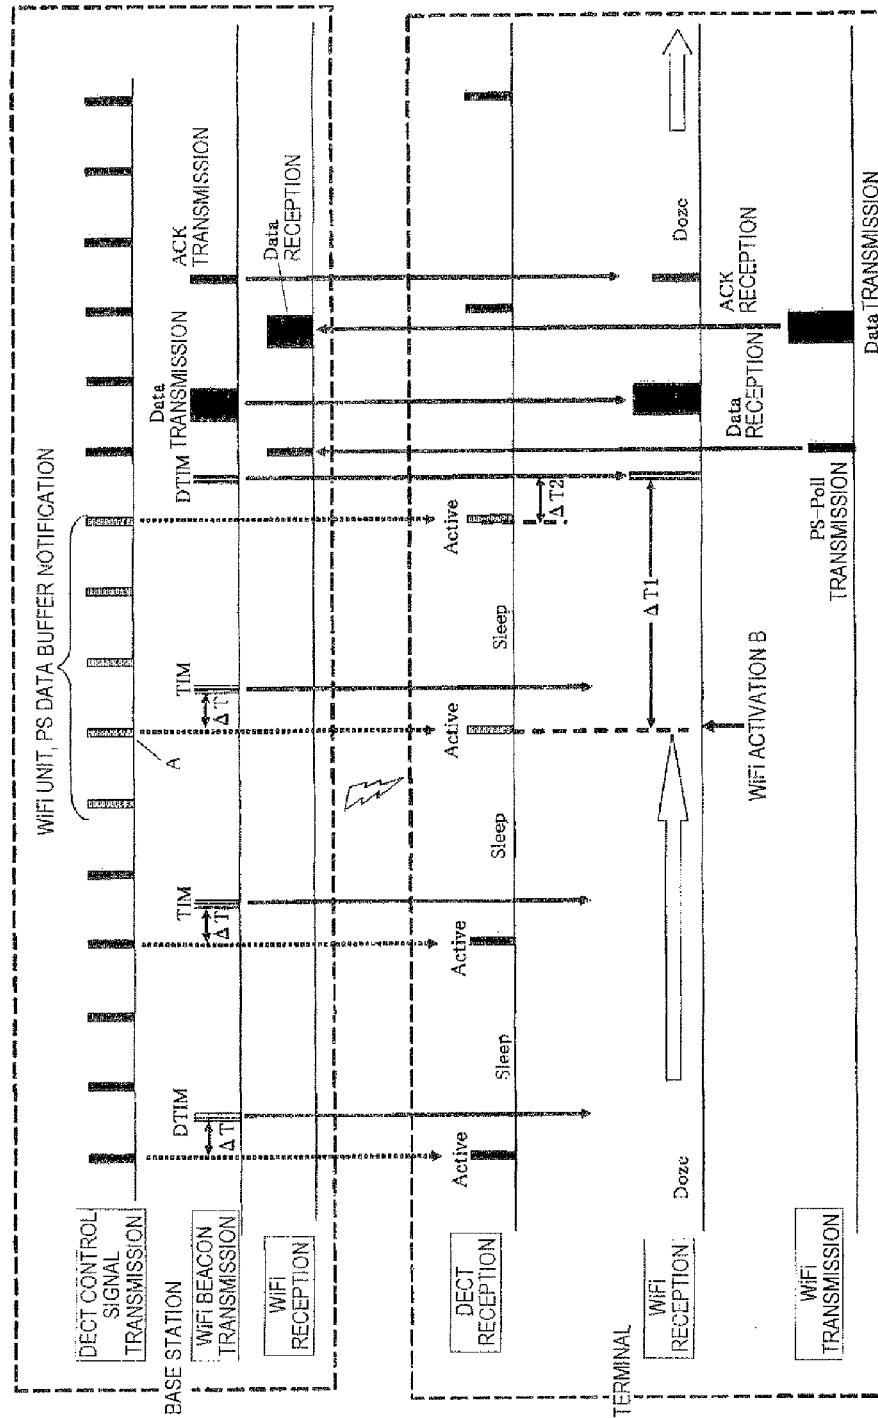 BASE STATION
DECT CONTROL
SIGNAL
TRANSMISSION
WiFi UNIT, PS DATA BUFFER NOTIFICATION
A
WiFi BEACON
TRANSMISSION
DTIM
ΔT
TIM
ΔT
TIM
ΔT
DTIM
Data
TRANSMISSION
ACK
TRANSMISSION
WiFi
RECEPTION
Data
RECEPTION
TERMINAL
DECT
RECEPTION
Active
Sleep
Active
Sleep
Active
Sleep
Active
ΔT2
WiFi
RECEPTION
Doze
ΔT1
Doze
WiFi ACTIVATION B
Data
RECEPTION
ACK
RECEPTION
WiFi
TRANSMISSION
PS-Poll
TRANSMISSION
Data TRANSMISSION